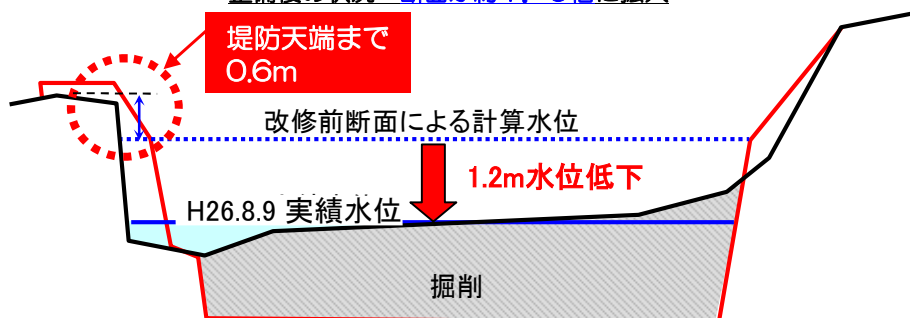 堤防天端まで
0.6m
改修前断面による計算水位
1.2m水位低下
H26.8.9 実績水位
掘削